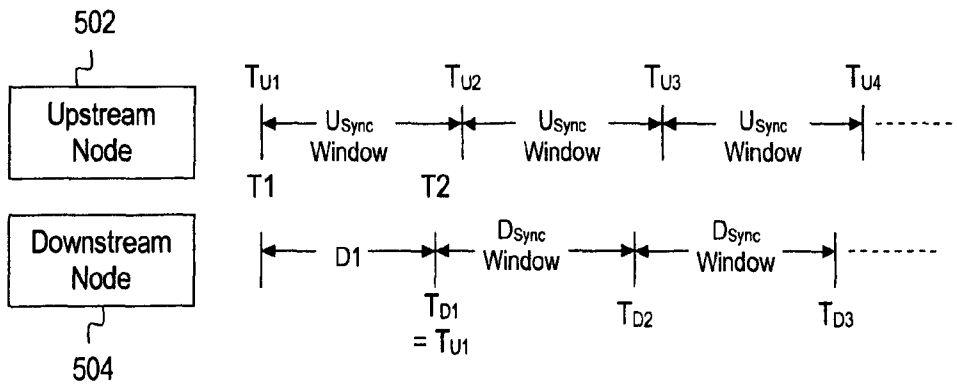 502
Upstream
Node
TU1 TU2 TU3 TU4
USync
Window
USync
Window
USync
Window
T1 T2
Downstream
Node
D1
DSync
Window
DSync
Window
TD1
= TU1
TD2
TD3
504